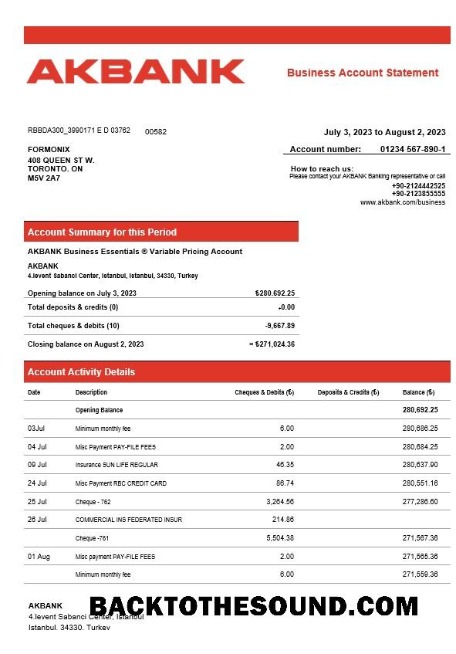 AKBANK
Business Account Statement
RBBDA300_3990171 E D 03762 00582
July 3, 2023 to August 2, 2023
FORMONIX
408 QUEEN ST W.
TORONTO. ON
M5V 2A7
Account number: 01234 567-890-1
How to reach us:
Please contact your AKBANK Banking representative or call
+90-2124442525
+90-2123855555
www.akbank.com/business
Account Summary for this Period
AKBANK Business Essentials ® Variable Pricing Account
AKBANK
4.levent Sabanci Center, Istanbul, Istanbul, 34330, Turkey
Opening balance on July 3, 2023 ₺280.692.25
Total deposits & credits (0) .0.00
Total cheques & debits (10) -9,667.89
Closing balance on August 2, 2023 = ₺271,024.36
Account Activity Details
Date Description Cheques & Debits (₺) Deposits & Credits (₺) Balance (₺)
Opening Balance 280,692.25
03Jul Minimum monthly fee 6.00 280,686.25
04 Jul Misc Payment PAY-FILE FEES 2.00 280,684.25
09 Jul Insurance SUN LIFE REGULAR 46.35 280,637.90
24 Jul Misc Payment RBC CREDIT CARD 86.74 280,551.16
25 Jul Cheque - 762 3,264.56 277,286.60
26 Jul COMMERCIAL INS FEDERATED INSUR 214.86
Cheque -761 5,504.38 271,567.36
01 Aug Misc payment PAY-FILE FEES 2.00 271,565.36
Minimum monthly fee 6.00 271,559.36
AKBANK
4.levent Sabanci Center, Istanbul
Istanbul. 34330. Turkey
BACKTOTHESOUND.COM